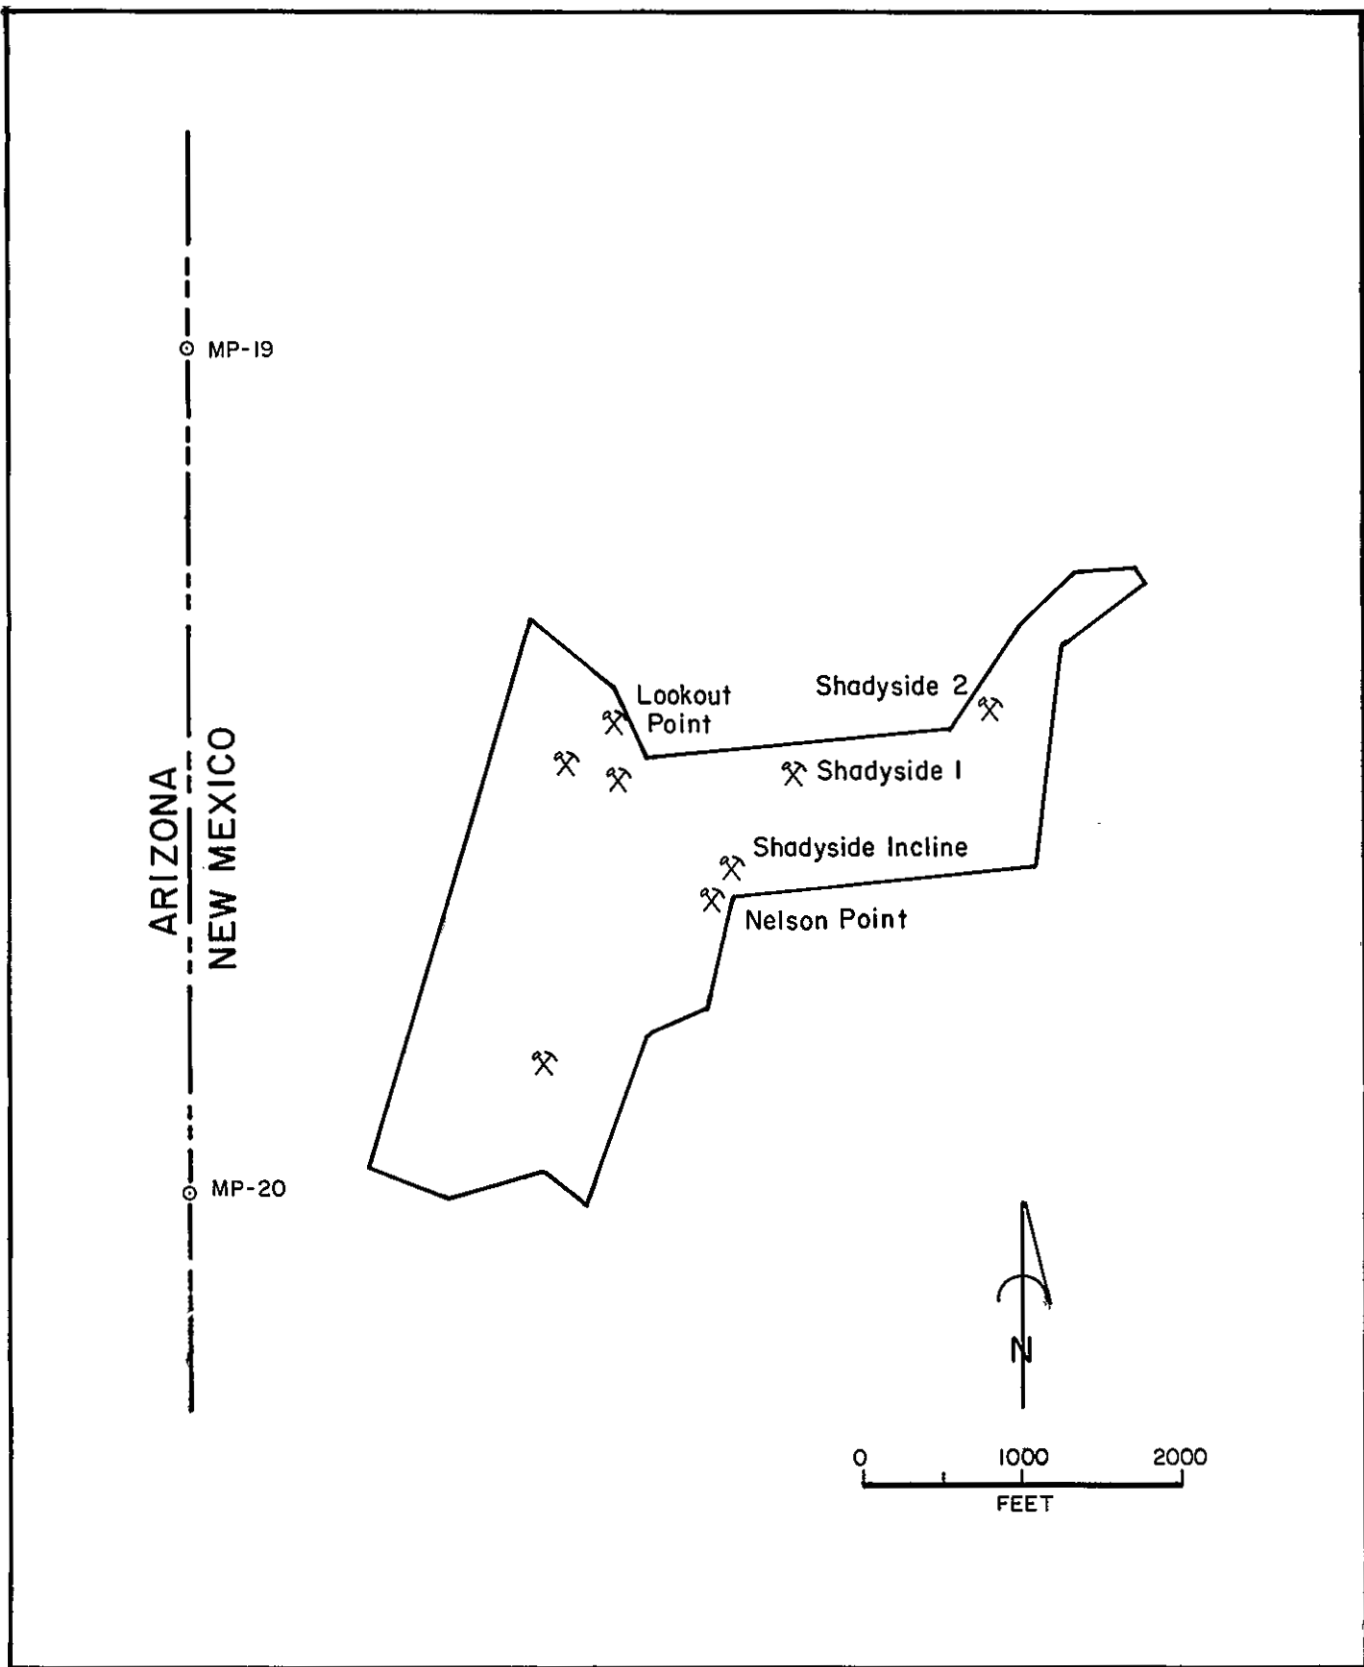 MP-19
Lookout
Point
Shadyside 2
Shadyside 1
ARIZONA
NEW MEXICO
Shadyside Incline
Nelson Point
MP-20
N
0 1000 2000
FEET